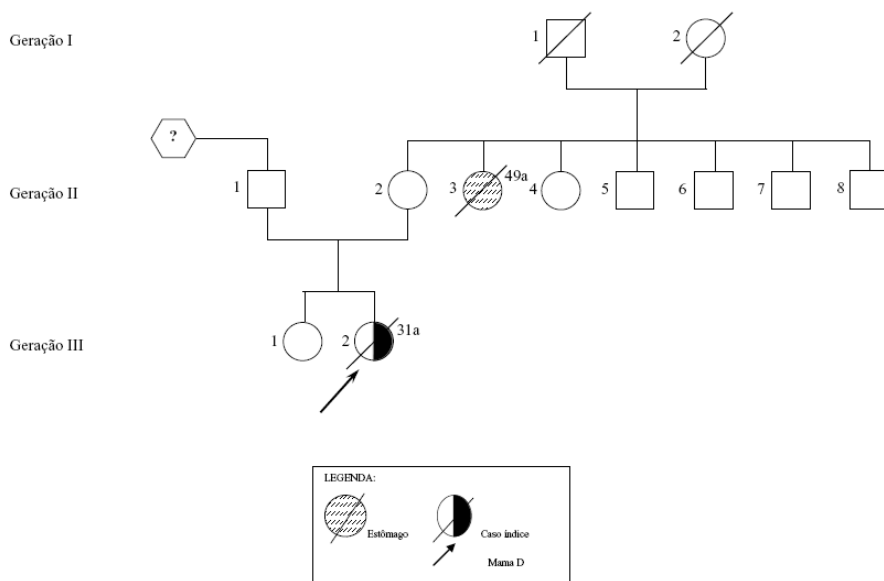 Geração I
1
2
?
Geração II
1
2
3
49a
4
5
6
7
8
Geração III
1
2
31a
LEGENDA:
Estômago
Caso índice
Mama D